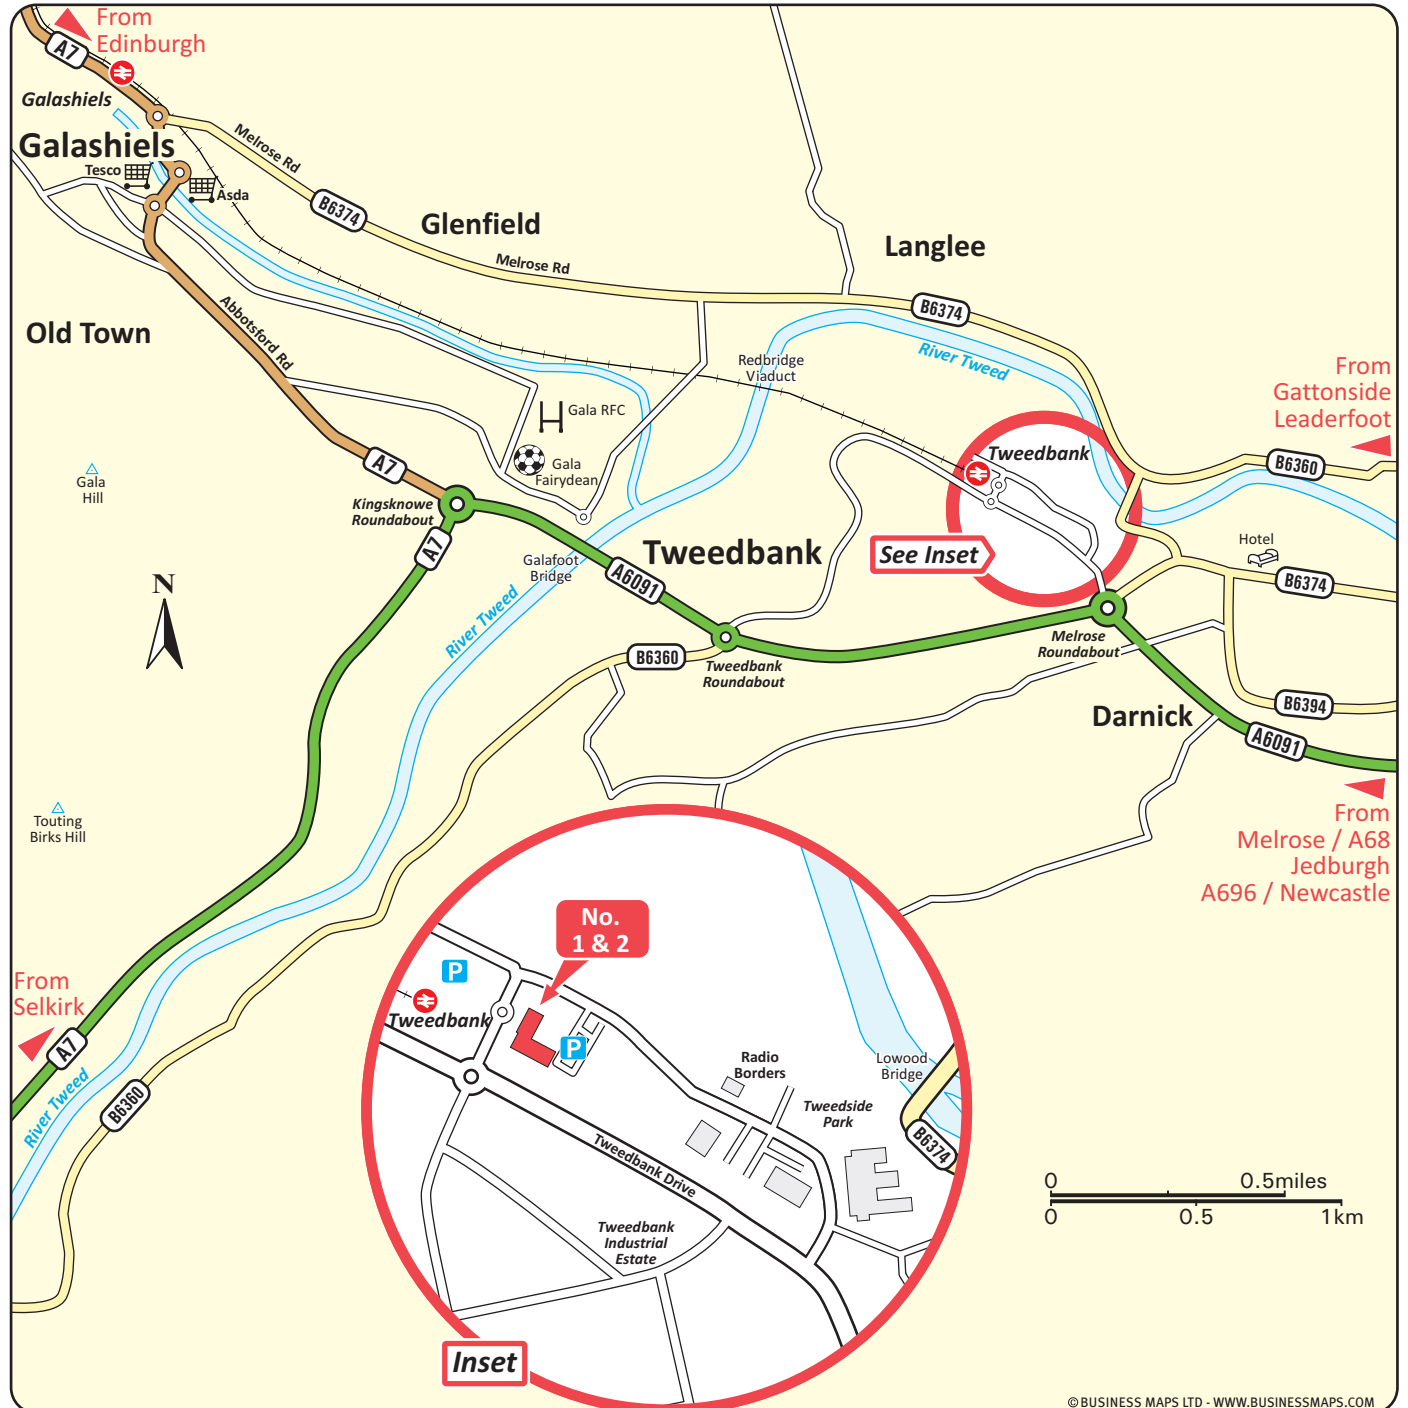 From
Edinburgh
A7
Galashiels
Galashiels
Tesco
Asda
Melrose Rd
B6374
Glenfield
Melrose Rd
Langlee
B6374
Old Town
Abbotsford Rd
River Tweed
Redbridge
Viaduct
From
Gattonside
Leaderfoot
Gala RFC
Gala
Fairydean
Tweedbank
B6360
A7
Gala
Hill
Kingsknowe
Roundabout
A7
Galafoot
Bridge
Tweedbank
See Inset
Hotel
A6091
B6374
N
River Tweed
B6360
Tweedbank
Roundabout
Melrose
Roundabout
B6394
Darnick
A6091
Touting
Birks Hill
From
Melrose / A68
Jedburgh
A696 / Newcastle
From
Selkirk
A7
River Tweed
B6360
No.
1 & 2
P
Tweedbank
P
Radio
Borders
Lowood
Bridge
Tweedside
Park
B6374
Tweedbank Drive
Tweedbank
Industrial
Estate
Inset
0 0.5miles
0 0.5 1km
© BUSINESS MAPS LTD - WWW.BUSINESSMAPS.COM